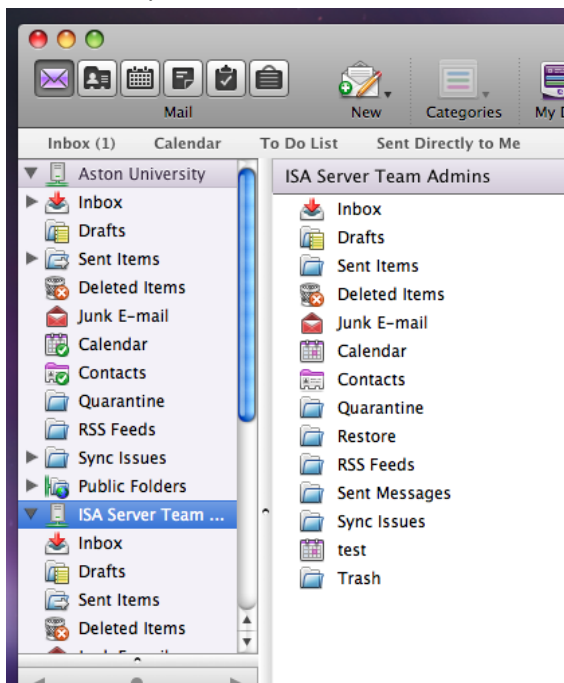 Mail
New
Categories
Inbox (1)
Calendar
To Do List
Sent Directly to Me
Aston University
Inbox
Drafts
Sent Items
Deleted Items
Junk E-mail
Calendar
Contacts
Quarantine
RSS Feeds
Sync Issues
Public Folders
ISA Server Team ...
Inbox
Drafts
Sent Items
Deleted Items
ISA Server Team Admins
Inbox
Drafts
Sent Items
Deleted Items
Junk E-mail
Calendar
Contacts
Quarantine
Restore
RSS Feeds
Sent Messages
Sync Issues
test
Trash